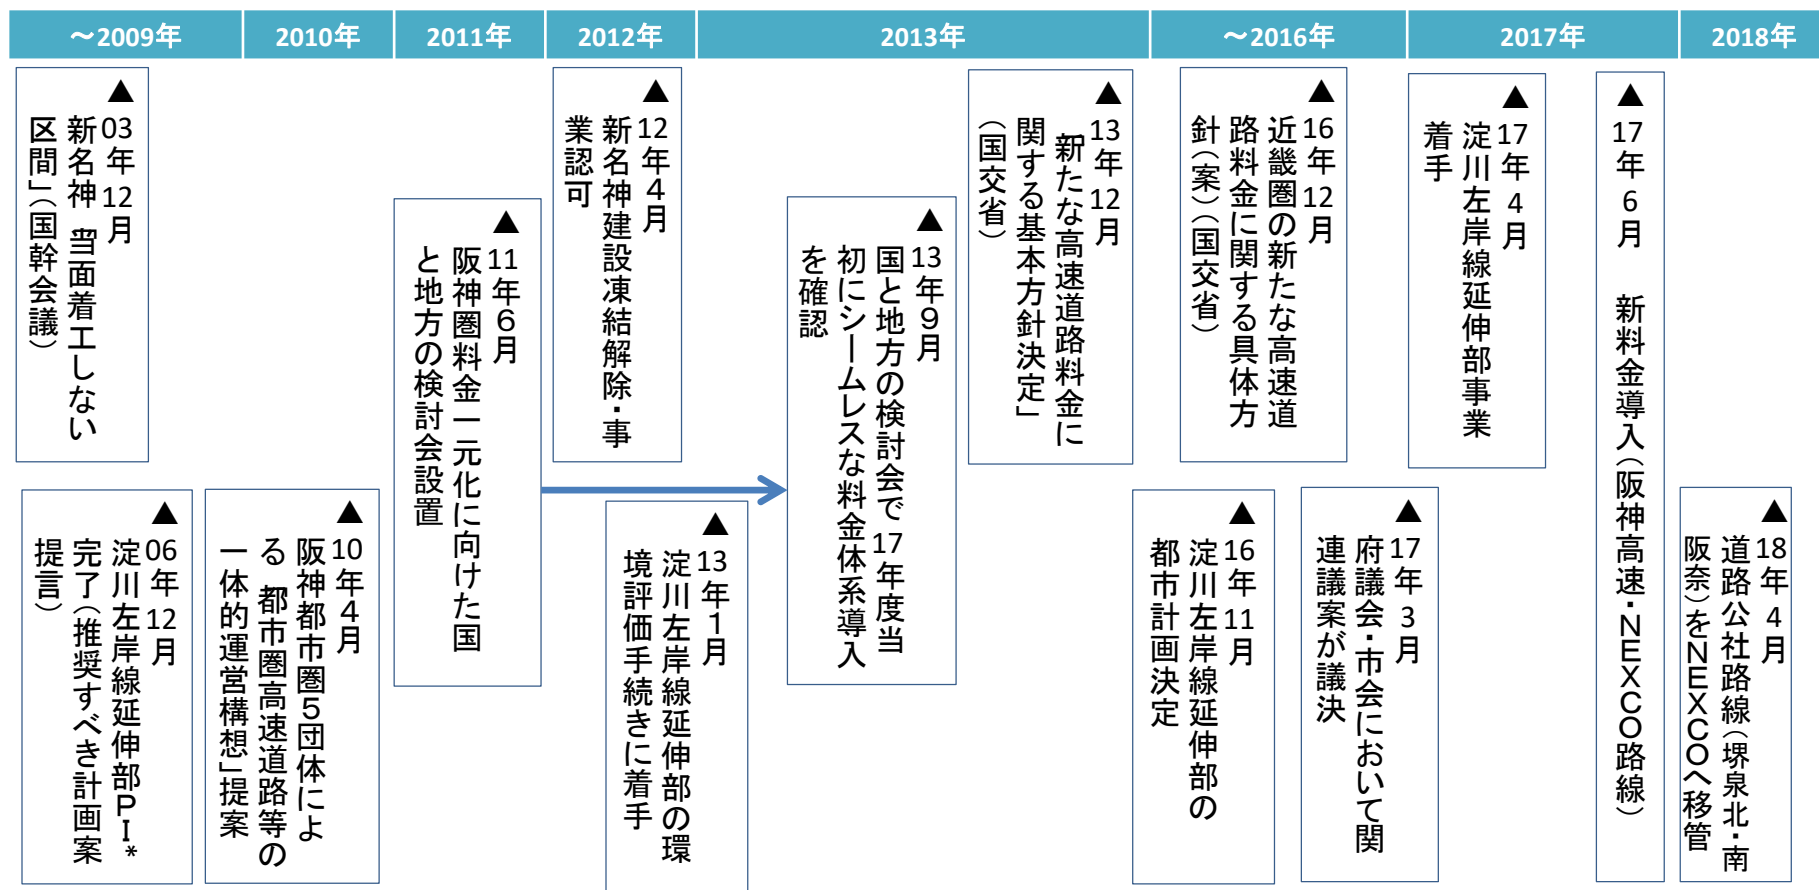 ～2009年
2010年
2011年
2012年
2013年
～2016年
2017年
2018年
▲
03年12月
新名神「当面着工しない
区間」（国幹会議）
▲
06年12月
淀川左岸線延伸部ＰＩ*
完了（推奨すべき計画案
提言）
▲
10年４月
阪神都市圏５団体によ
る「都市圏高速道路等の
一体的運営構想」提案
▲
11年６月
阪神圏料金一元化に向けた国
と地方の検討会設置
▲
12年４月
新名神建設凍結解除・事
業認可
▲
13年１月
淀川左岸線延伸部の環
境評価手続きに着手
▲
13年９月
国と地方の検討会で17年度当
初にシームレスな料金体系導入
を確認
▲
13年12月
「新たな高速道路料金に
関する基本方針決定」
（国交省）
▲
16年12月
近畿圏の新たな高速道
路料金に関する具体方
針（案）（国交省）
▲
16年11月
淀川左岸線延伸部の
都市計画決定
▲
17年３月
府議会・市会において関
連議案が議決
▲
17年４月
淀川左岸線延伸部事業
着手
▲
17年６月　新料金導入（阪神高速・ＮＥＸＣＯ路線）
▲
18年４月
道路公社路線（堺泉北・南
阪奈）をＮＥＸＣＯへ移管